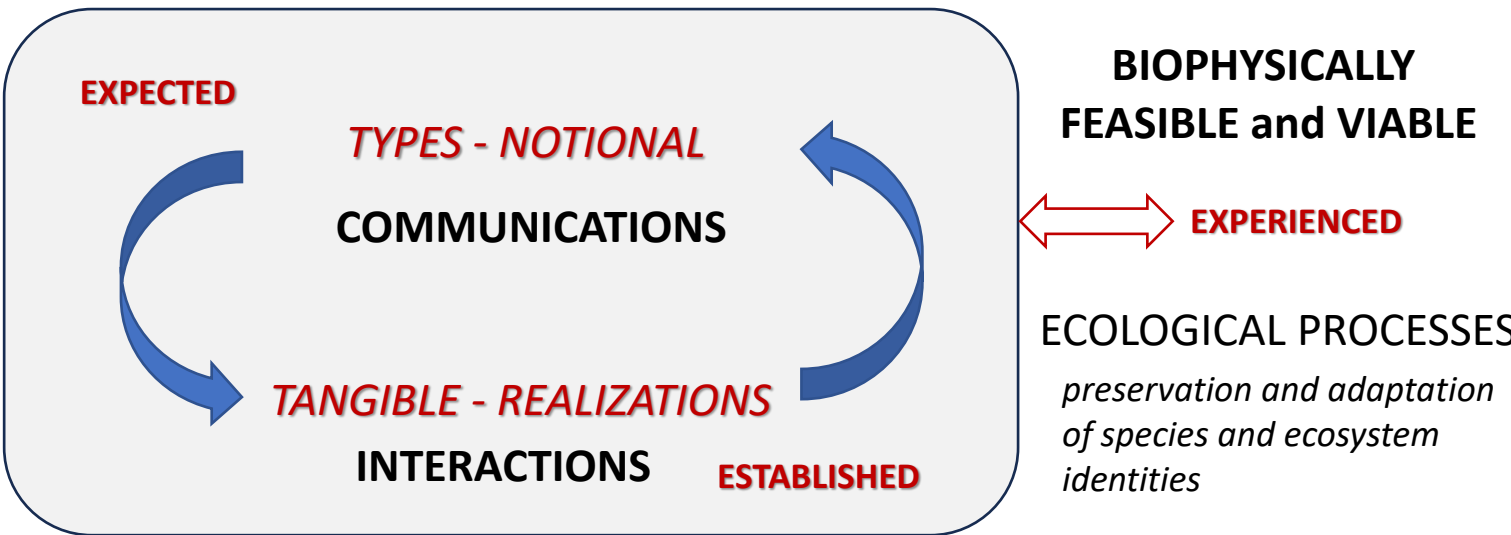 EXPECTED
TYPES - NOTIONAL
COMMUNICATIONS
TANGIBLE - REALIZATIONS
INTERACTIONS
ESTABLISHED
BIOPHYSICALLY
FEASIBLE and VIABLE
EXPERIENCED
ECOLOGICAL PROCESSES
preservation and adaptation
of species and ecosystem
identities